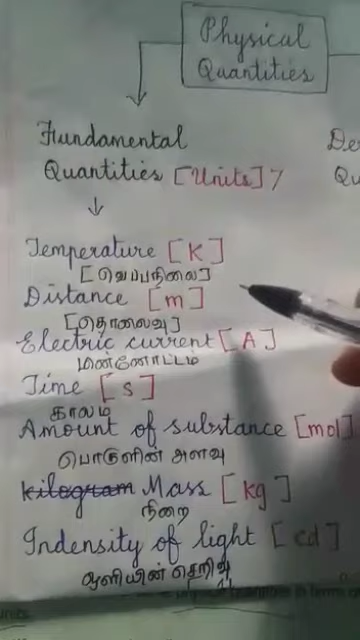 Physical
Quantities
Fundamental
Quantities [Units] 7
Temperature [K]
[வெப்பநிலை]
Distance [m]
[தொலைவு]
Electric current [A]
மின்னோட்டம்
Time [s]
காலம்
Amount of substance [mol]
பொருளின் அளவு
kilogram Mass [kg]
நிறை
Indensity of light [cd]
ஒளியின் செறிவு